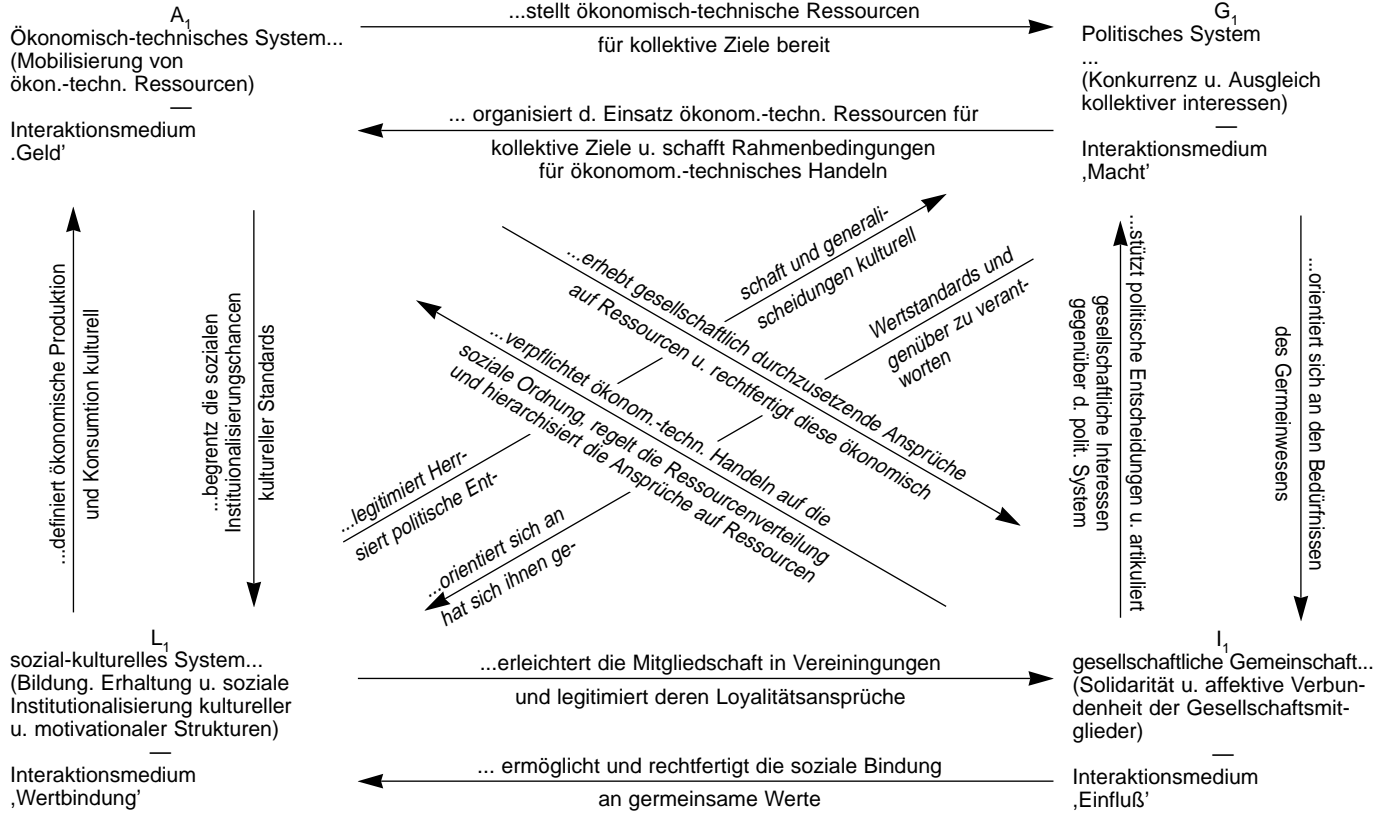 A1
Ökonomisch-technisches System...
(Mobilisierung von
ökon.-techn. Ressourcen)
—
Interaktionsmedium
.Geld’
...stellt ökonomisch-technische Ressourcen
für kollektive Ziele bereit
... organisiert d. Einsatz ökonom.-techn. Ressourcen für
kollektive Ziele u. schafft Rahmenbedingungen
für ökonomom.-technisches Handeln
G1
Politisches System
...
(Konkurrenz u. Ausgleich
kollektiver interessen)
—
Interaktionsmedium
‚Macht’
...definiert ökonomische Produktion
und Konsumtion kulturell
...begrentz die sozialen
Institutionalisierungschancen
kultureller Standards
...erhebt gesellschaftlich durchzusetzende Ansprüche
auf Ressourcen u. rechtfertigt diese ökonomisch
...verpflichtet ökonom.-techn. Handeln auf die
soziale Ordnung, regelt die Ressourcenverteilung
und hierarchisiert die Ansprüche auf Ressourcen
...legitimiert Herr-
schaft und generali-
siert politische Ent-
scheidungen kulturell
...orientiert sich an
Wertstandards und
hat sich ihnen ge-
genüber zu verant-
worten
...stützt politische Entscheidungen u. artikuliert
gesellschaftliche Interessen
gegenüber d. polit. System
...orientiert sich an den Bedürfnissen
des Germeinwesens
L1
sozial-kulturelles System...
(Bildung. Erhaltung u. soziale
Institutionalisierung kultureller
u. motivationaler Strukturen)
—
Interaktionsmedium
‚Wertbindung’
...erleichtert die Mitgliedschaft in Vereiningungen
und legitimiert deren Loyalitätsansprüche
... ermöglicht und rechtfertigt die soziale Bindung
an germeinsame Werte
I1
gesellschaftliche Gemeinschaft...
(Solidarität u. affektive Verbun-
denheit der Gesellschaftsmit-
glieder)
—
Interaktionsmedium
‚Einfluß’